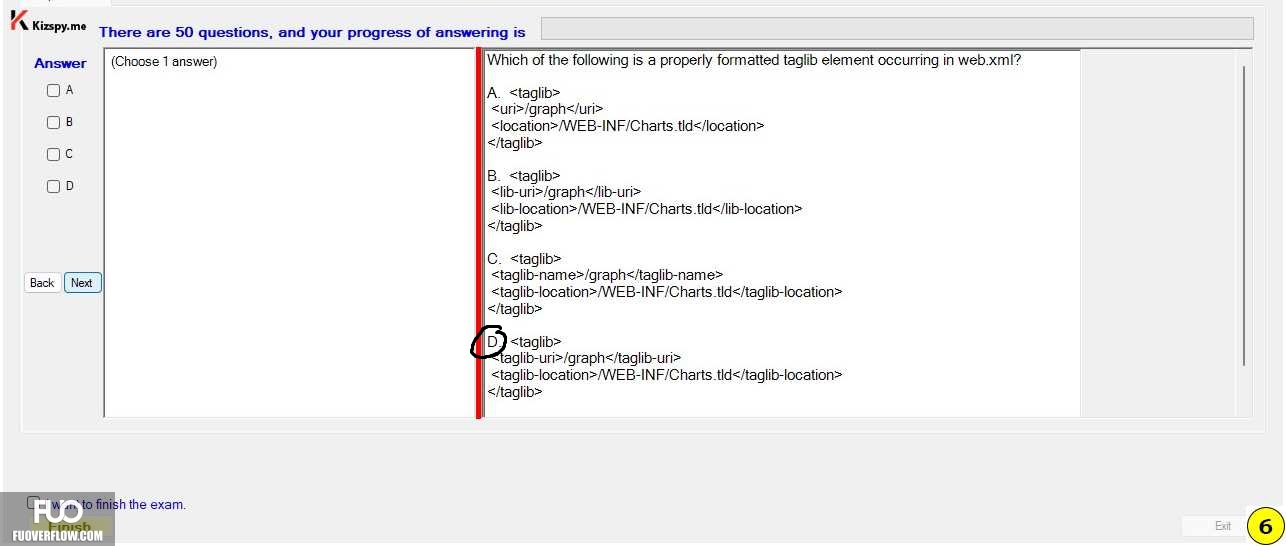 Kizspy.me
There are 50 questions, and your progress of answering is
Answer
A
B
C
D
Back Next
(Choose 1 answer)
Which of the following is a properly formatted taglib element occurring in web.xml?
A. <taglib>
<uri>/graph</uri>
<location>/WEB-INF/Charts.tld</location>
</taglib>
B. <taglib>
<lib-uri>/graph</lib-uri>
<lib-location>/WEB-INF/Charts.tld</lib-location>
</taglib>
C. <taglib>
<taglib-name>/graph</taglib-name>
<taglib-location>/WEB-INF/Charts.tld</taglib-location>
</taglib>
D. <taglib>
<taglib-uri>/graph</taglib-uri>
<taglib-location>/WEB-INF/Charts.tld</taglib-location>
</taglib>
I want to finish the exam.
Finish
FUO
FUOVERFLOW.COM
Exit
6